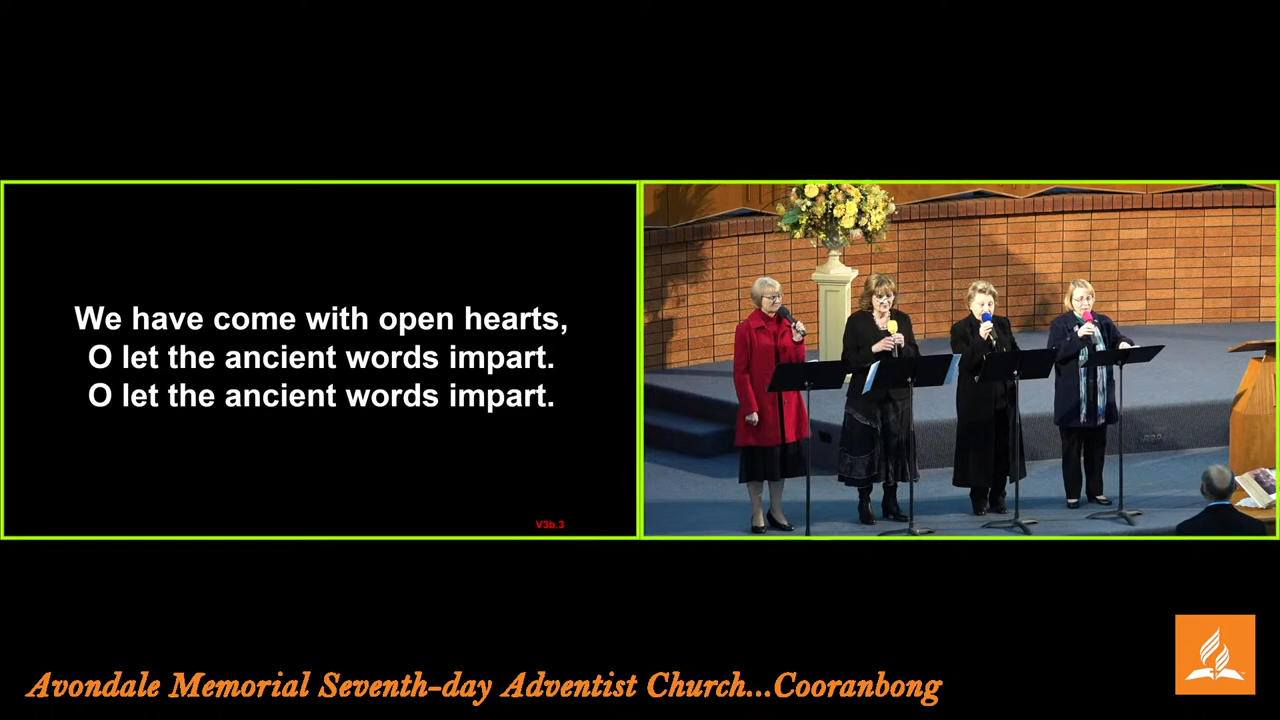 We have come with open hearts,
O let the ancient words impart.
O let the ancient words impart.
V3b.3
Avondale Memorial Seventh-day Adventist Church...Cooranbong